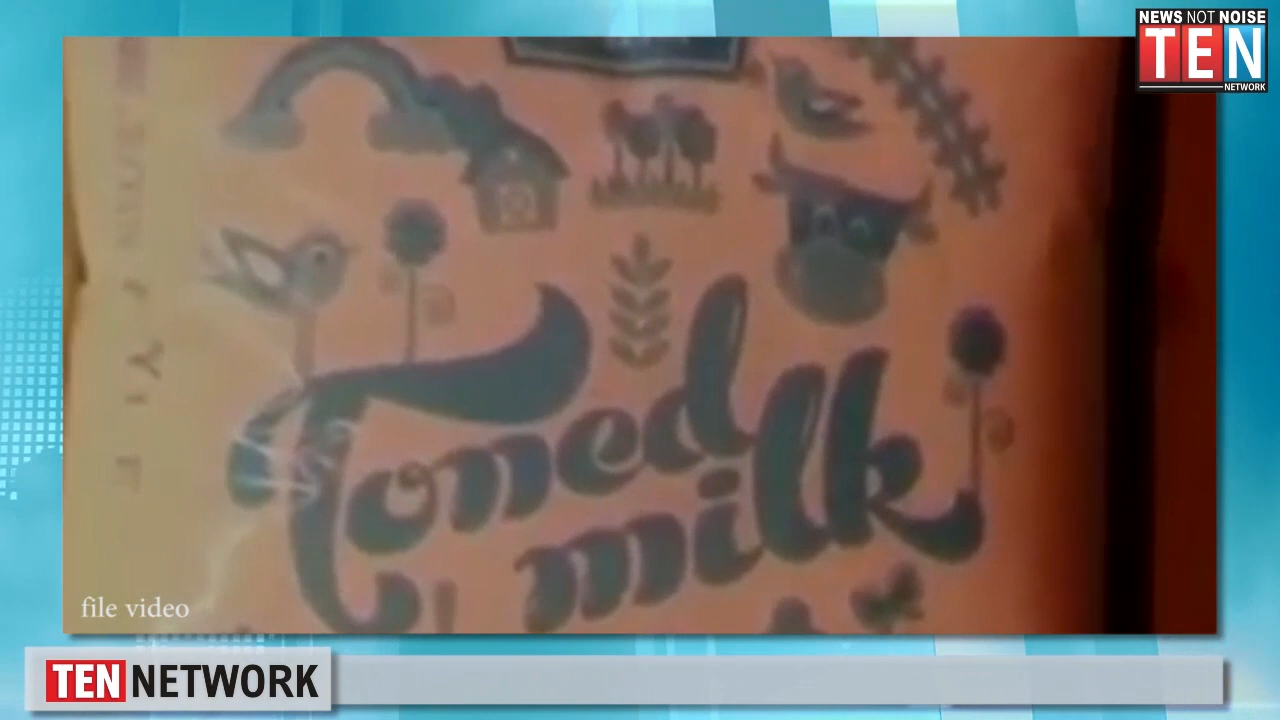 NEWS NOT NOISE
TEN
NETWORK
Toned
milk
file video
TEN NETWORK